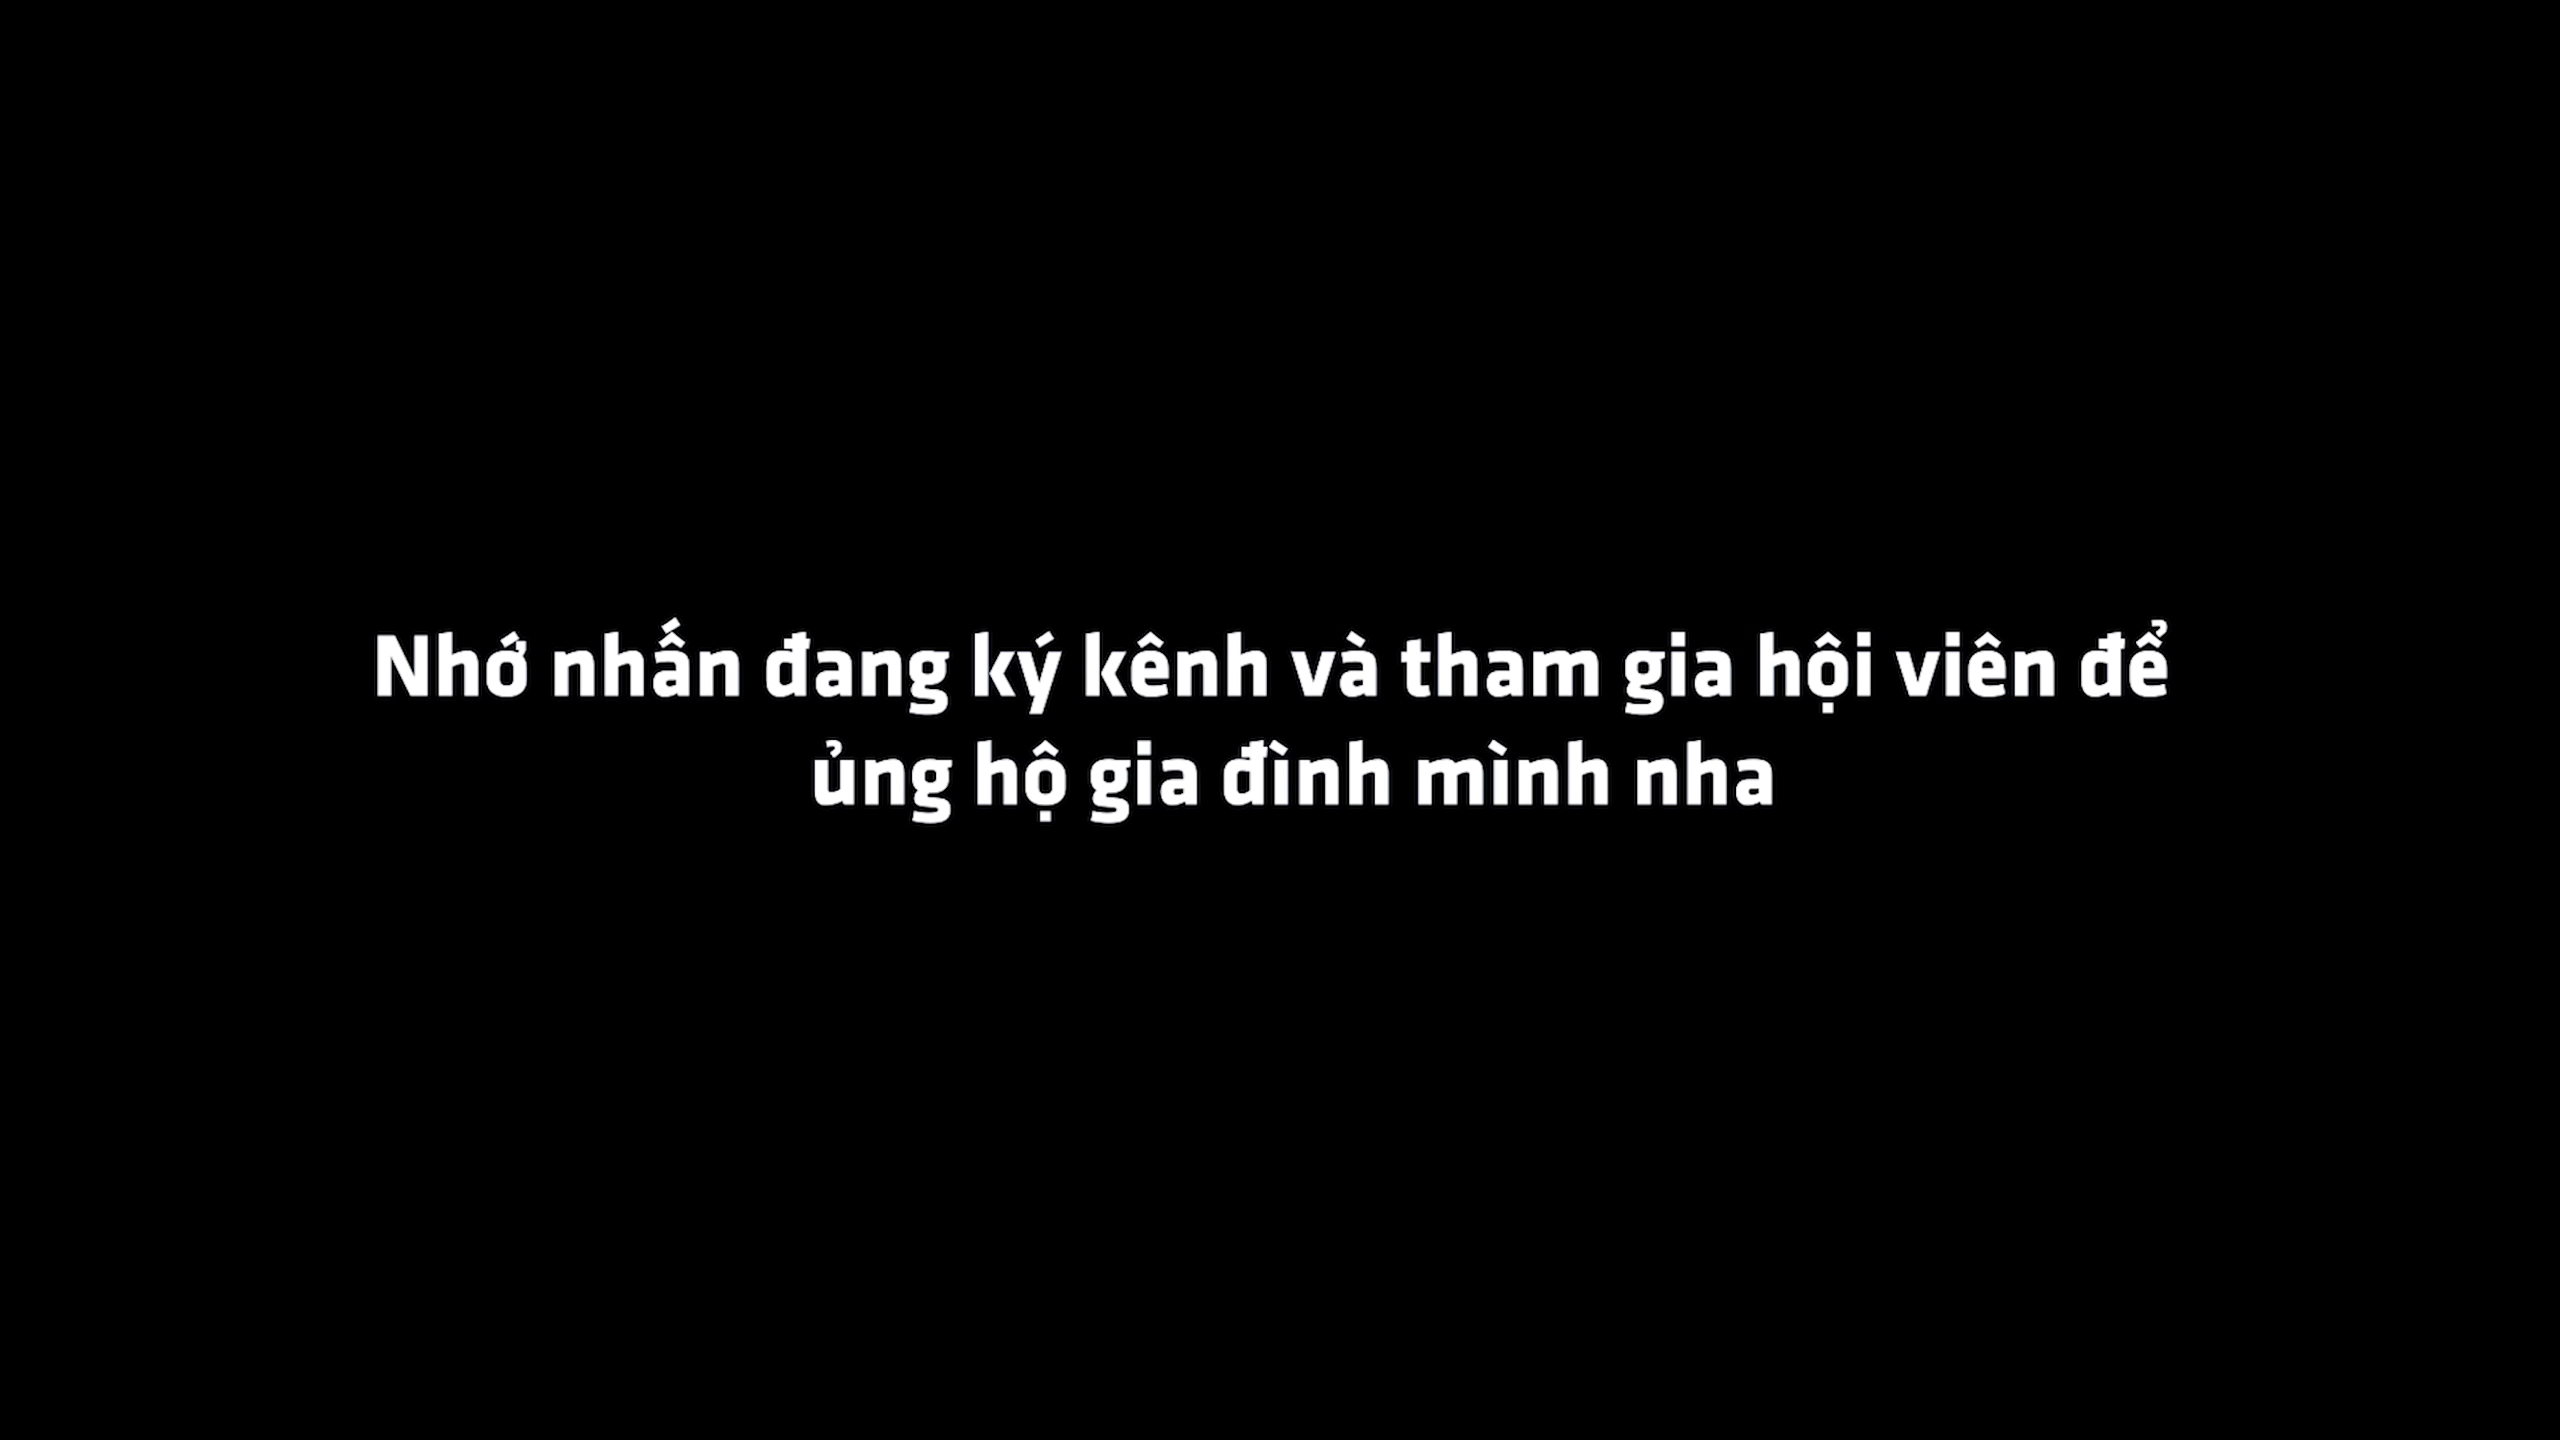 Nhớ nhấn đang ký kênh và tham gia hội viên để
ủng hộ gia đình mình nha